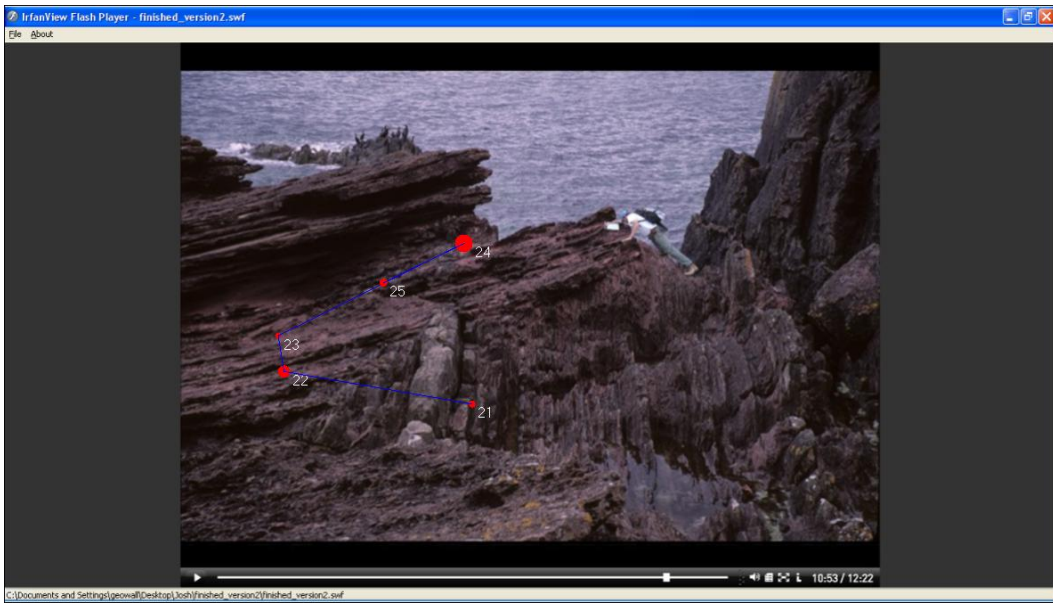 IrfanView Flash Player - finished_version2.swf
File About
24
25
23
22
21
10:53 / 12:22
C:\Documents and Settings\geowall\Desktop\Josh\finished_version2\finished_version2.swf